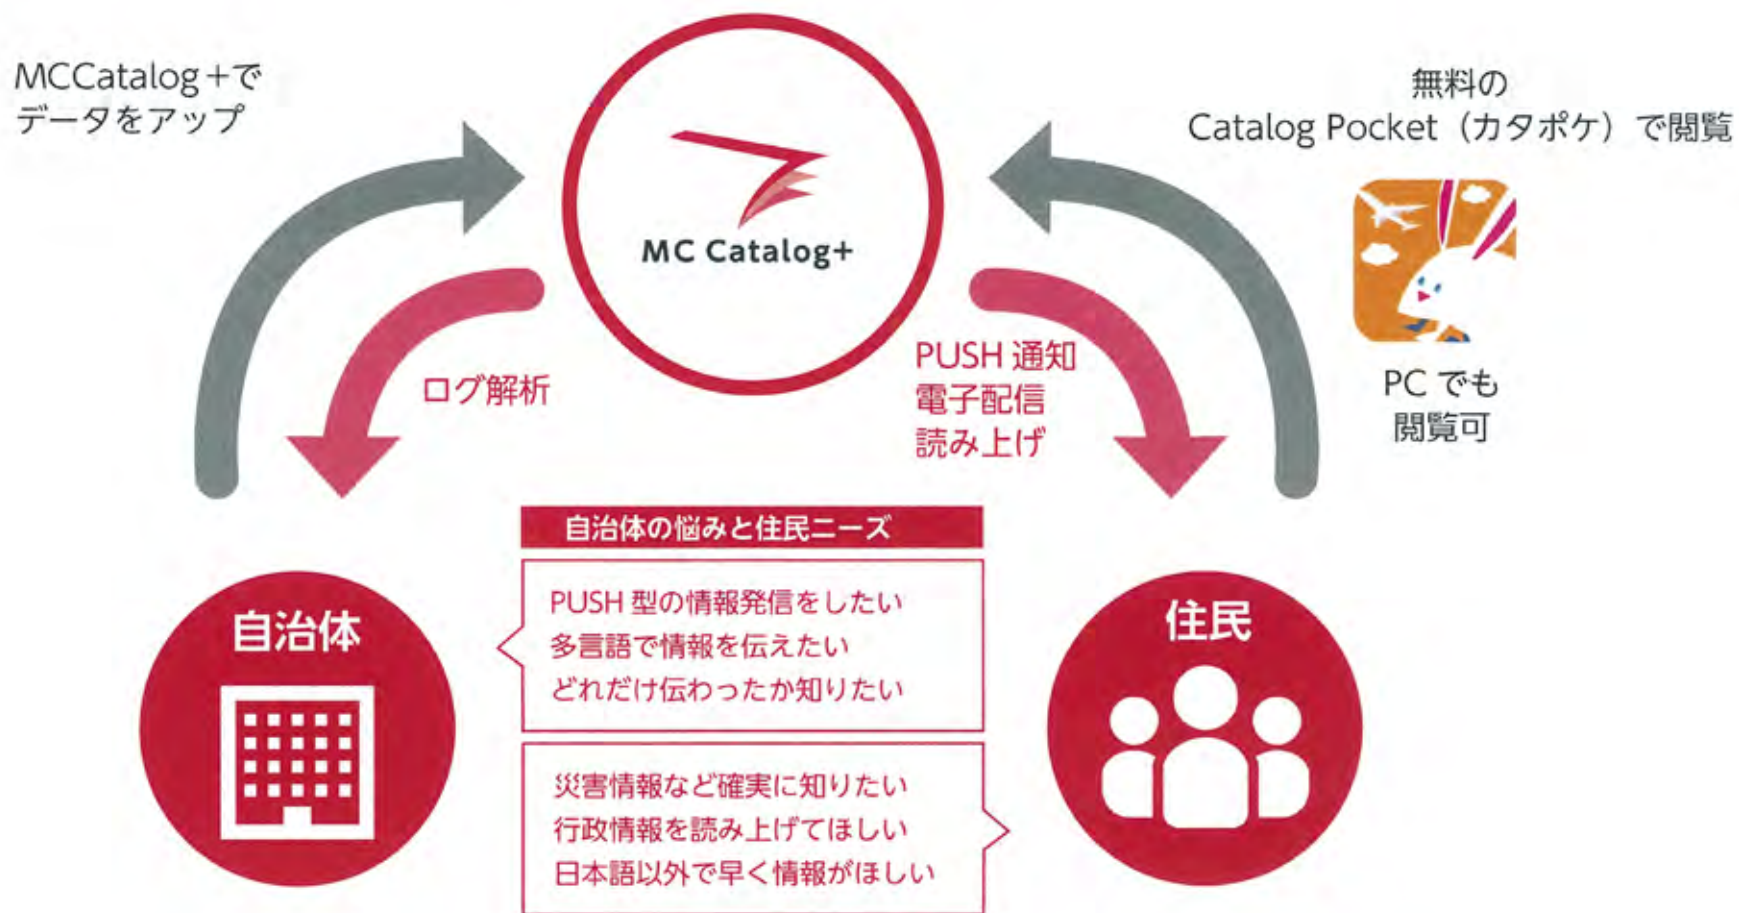 MCCatalog+で
データをアップ
無料の
Catalog Pocket（カタポケ）で閲覧
MC Catalog+
PUSH 通知
電子配信
読み上げ
ログ解析
PC でも
閲覧可
自治体の悩みと住民ニーズ
自治体
PUSH 型の情報発信をしたい
多言語で情報を伝えたい
どれだけ伝わったか知りたい
住民
災害情報など確実に知りたい
行政情報を読み上げてほしい
日本語以外で早く情報がほしい